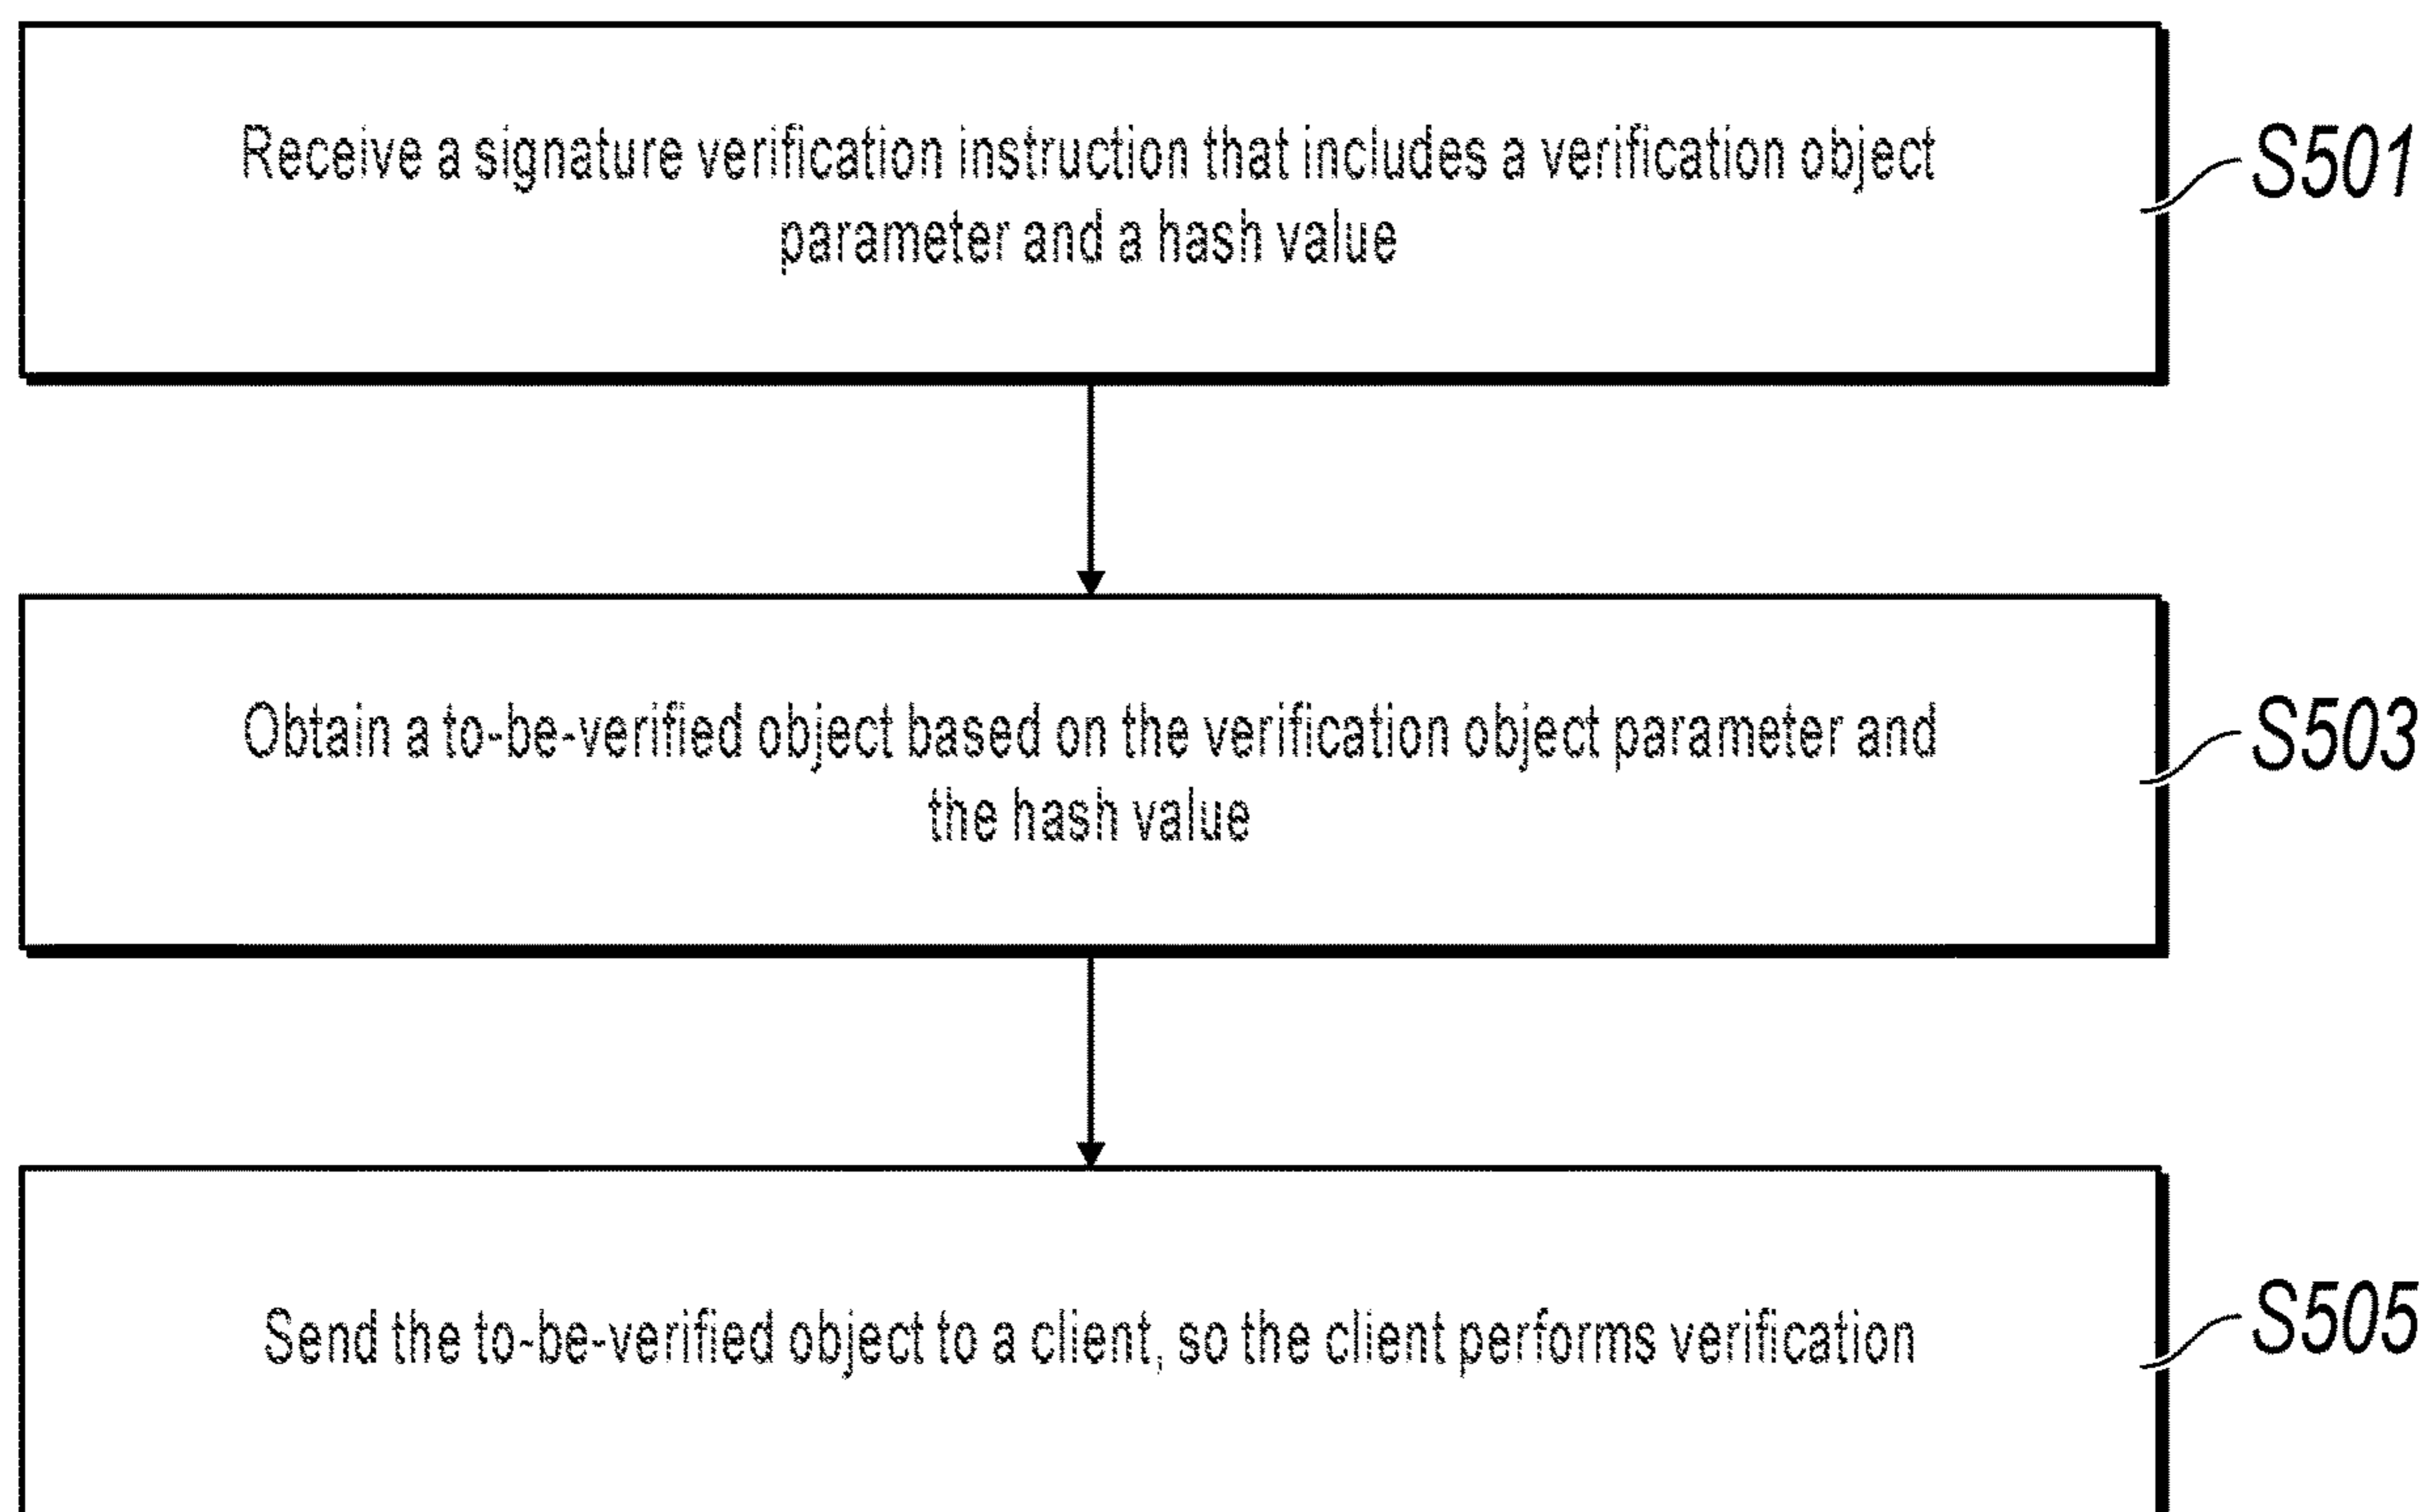 Receive a signature verification instruction that includes a verification object
parameter and a hash value
S501
Obtain a to-be-verified object based on the verification object parameter and
the hash value
S503
Send the to-be-verified object to a client, so the client performs verification
S505